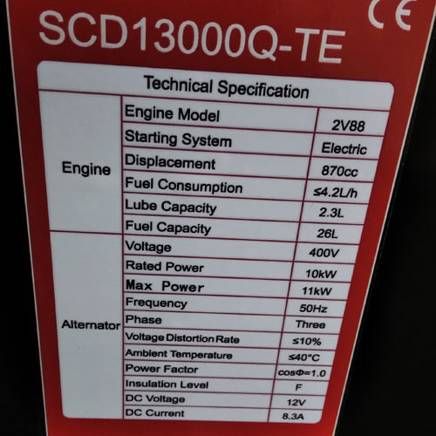 SCD13000Q-TE CE
Technical Specification
Engine
Engine Model 2V88
Starting System Electric
Displacement 870cc
Fuel Consumption ≤4.2L/h
Lube Capacity 2.3L
Fuel Capacity 26L
Alternator
Voltage 400V
Rated Power 10kW
Max Power 11kW
Frequency 50Hz
Phase Three
Voltage Distortion Rate ≤10%
Ambient Temperature ≤40°C
Power Factor cosΦ=1.0
Insulation Level F
DC Voltage 12V
DC Current 8.3A